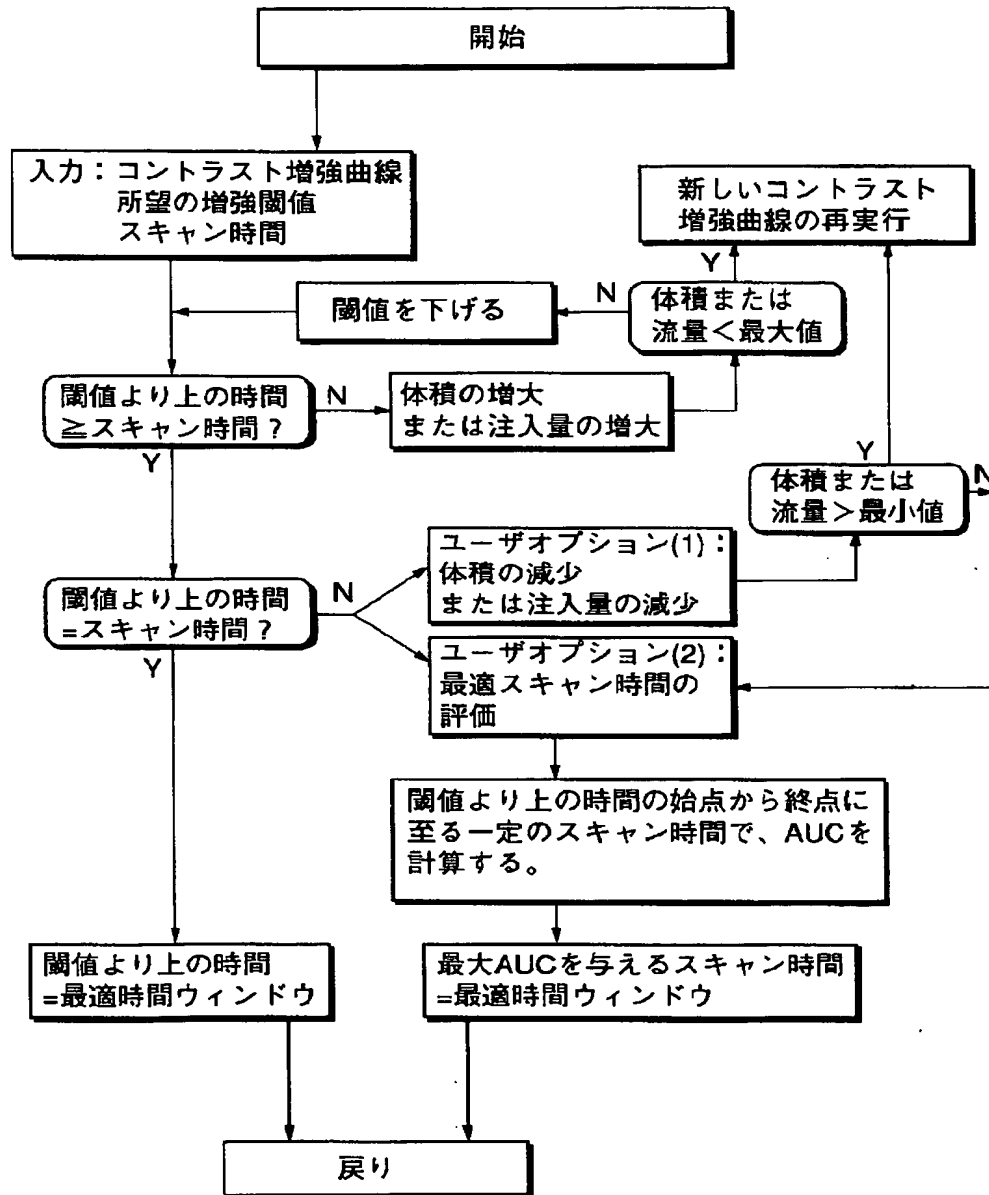 開始
入力：コントラスト増強曲線
所望の増強閾値
スキャン時間
新しいコントラスト
増強曲線の再実行
Y
Y
N
閾値を下げる
体積または
流量＜最大値
閾値より上の時間
≧スキャン時間？
N
体積の増大
または注入量の増大
Y
体積または
流量＞最小値
N
ユーザオプション(1)：
体積の減少
または注入量の減少
閾値より上の時間
=スキャン時間？
N
Y
ユーザオプション(2)：
最適スキャン時間の
評価
閾値より上の時間の始点から終点に
至る一定のスキャン時間で、AUCを
計算する。
閾値より上の時間
=最適時間ウィンドウ
最大AUCを与えるスキャン時間
=最適時間ウィンドウ
戻り